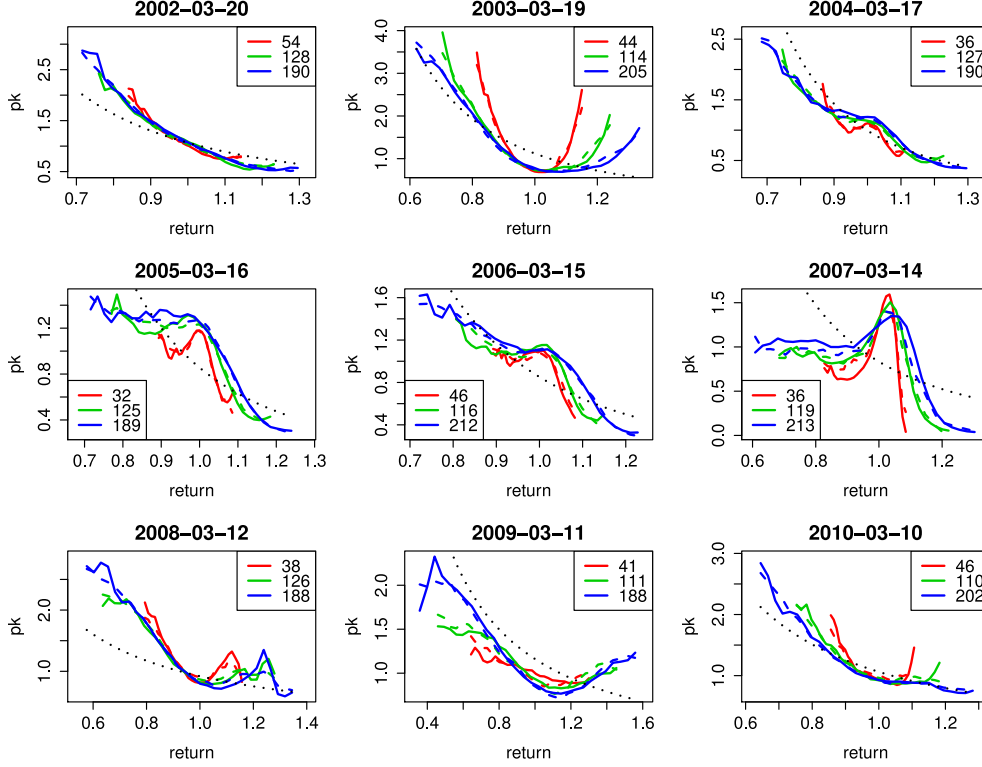 2002-03-20
pk
0.5 1.5 2.5
54
128
190
0.7 0.9 1.1 1.3
return
2003-03-19
pk
1.0 2.0 3.0 4.0
44
114
205
0.6 0.8 1.0 1.2
return
2004-03-17
pk
0.5 1.5 2.5
36
127
190
0.7 0.9 1.1 1.3
return
2005-03-16
pk
0.4 0.8 1.2
32
125
189
0.7 0.8 0.9 1.0 1.1 1.2 1.3
return
2006-03-15
pk
0.4 0.8 1.2 1.6
46
116
212
0.7 0.8 0.9 1.0 1.1 1.2
return
2007-03-14
pk
0.0 0.5 1.0 1.5
36
119
213
0.6 0.8 1.0 1.2
return
2008-03-12
pk
1.0 2.0
38
126
188
0.6 0.8 1.0 1.2 1.4
return
2009-03-11
pk
1.0 1.5 2.0
41
111
188
0.4 0.8 1.2 1.6
return
2010-03-10
pk
1.0 2.0 3.0
46
110
202
0.6 0.8 1.0 1.2
return